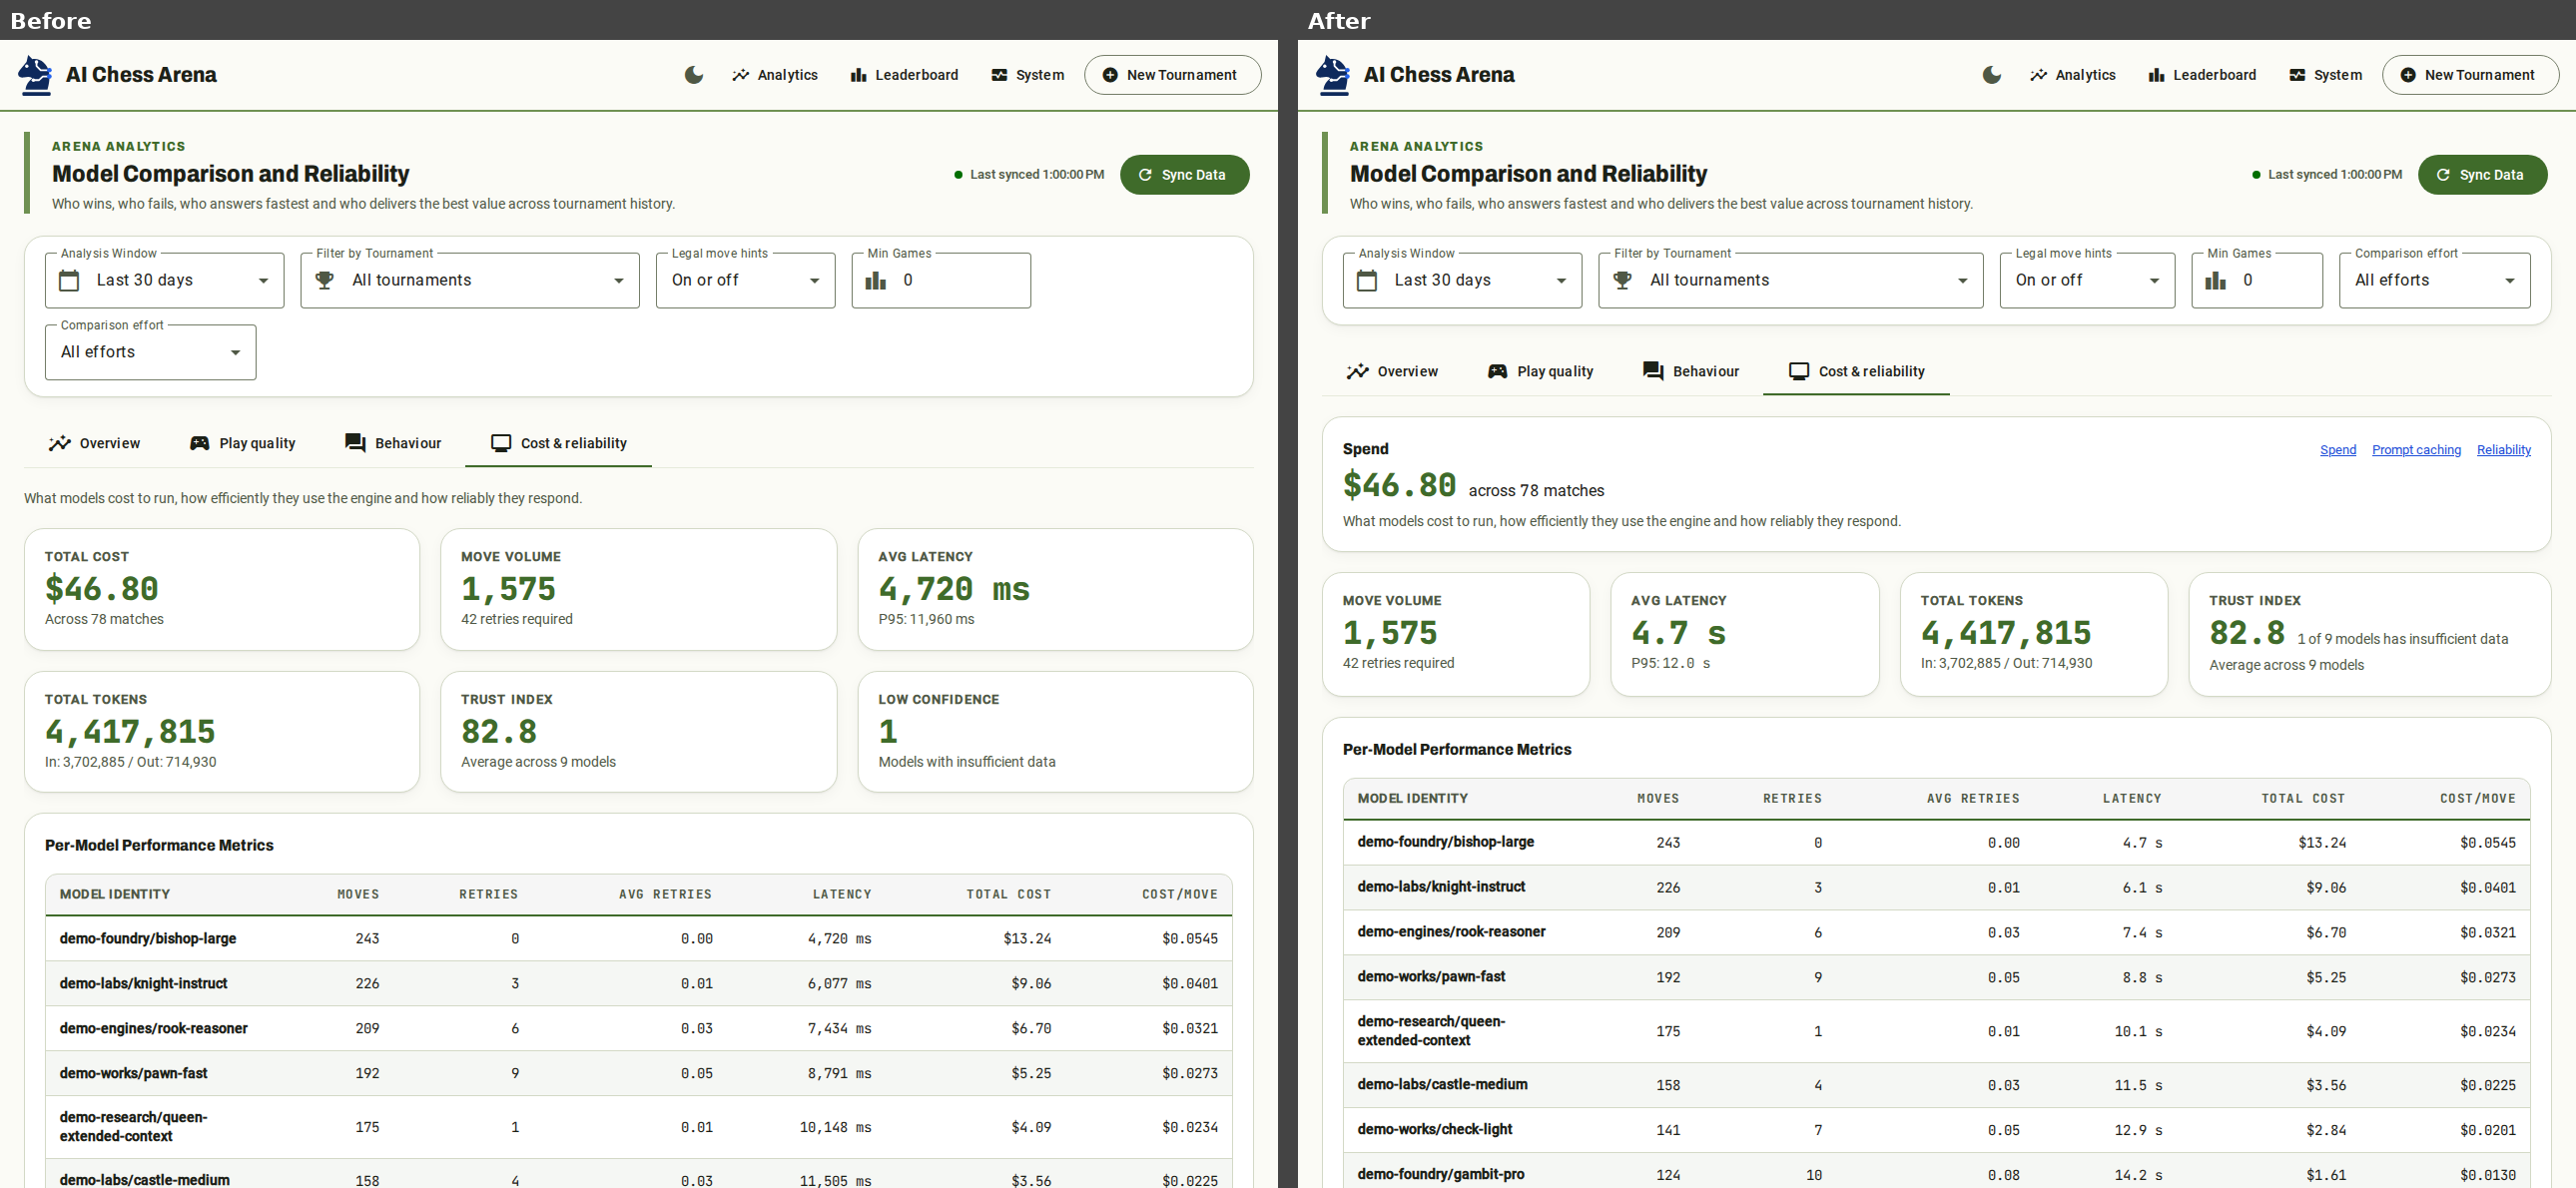 Before
AI Chess Arena
Analytics
Leaderboard
System
New Tournament
ARENA ANALYTICS
Model Comparison and Reliability
Who wins, who fails, who answers fastest and who delivers the best value across tournament history.
Last synced 1:00:00 PM
Sync Data
Analysis Window
Last 30 days
Filter by Tournament
All tournaments
Legal move hints
On or off
Min Games
0
Comparison effort
All efforts
Overview
Play quality
Behaviour
Cost & reliability
What models cost to run, how efficiently they use the engine and how reliably they respond.
TOTAL COST
$46.80
Across 78 matches
MOVE VOLUME
1,575
42 retries required
AVG LATENCY
4,720 ms
P95: 11,960 ms
TOTAL TOKENS
4,417,815
In: 3,702,885 / Out: 714,930
TRUST INDEX
82.8
Average across 9 models
LOW CONFIDENCE
1
Models with insufficient data
Per-Model Performance Metrics
MODEL IDENTITY MOVES RETRIES AVG RETRIES LATENCY TOTAL COST COST/MOVE
demo-foundry/bishop-large 243 0 0.00 4,720 ms $13.24 $0.0545
demo-labs/knight-instruct 226 3 0.01 6,077 ms $9.06 $0.0401
demo-engines/rook-reasoner 209 6 0.03 7,434 ms $6.70 $0.0321
demo-works/pawn-fast 192 9 0.05 8,791 ms $5.25 $0.0273
demo-research/queen-
extended-context 175 1 0.01 10,148 ms $4.09 $0.0234
demo-labs/castle-medium 158 4 0.03 11,505 ms $3.56 $0.0225
After
AI Chess Arena
Analytics
Leaderboard
System
New Tournament
ARENA ANALYTICS
Model Comparison and Reliability
Who wins, who fails, who answers fastest and who delivers the best value across tournament history.
Last synced 1:00:00 PM
Sync Data
Analysis Window
Last 30 days
Filter by Tournament
All tournaments
Legal move hints
On or off
Min Games
0
Comparison effort
All efforts
Overview
Play quality
Behaviour
Cost & reliability
Spend
Spend Prompt caching Reliability
$46.80 across 78 matches
What models cost to run, how efficiently they use the engine and how reliably they respond.
MOVE VOLUME
1,575
42 retries required
AVG LATENCY
4.7 s
P95: 12.0 s
TOTAL TOKENS
4,417,815
In: 3,702,885 / Out: 714,930
TRUST INDEX
82.8 1 of 9 models has insufficient data
Average across 9 models
Per-Model Performance Metrics
MODEL IDENTITY MOVES RETRIES AVG RETRIES LATENCY TOTAL COST COST/MOVE
demo-foundry/bishop-large 243 0 0.00 4.7 s $13.24 $0.0545
demo-labs/knight-instruct 226 3 0.01 6.1 s $9.06 $0.0401
demo-engines/rook-reasoner 209 6 0.03 7.4 s $6.70 $0.0321
demo-works/pawn-fast 192 9 0.05 8.8 s $5.25 $0.0273
demo-research/queen-
extended-context 175 1 0.01 10.1 s $4.09 $0.0234
demo-labs/castle-medium 158 4 0.03 11.5 s $3.56 $0.0225
demo-works/check-light 141 7 0.05 12.9 s $2.84 $0.0201
demo-foundry/gambit-pro 124 10 0.08 14.2 s $1.61 $0.0130